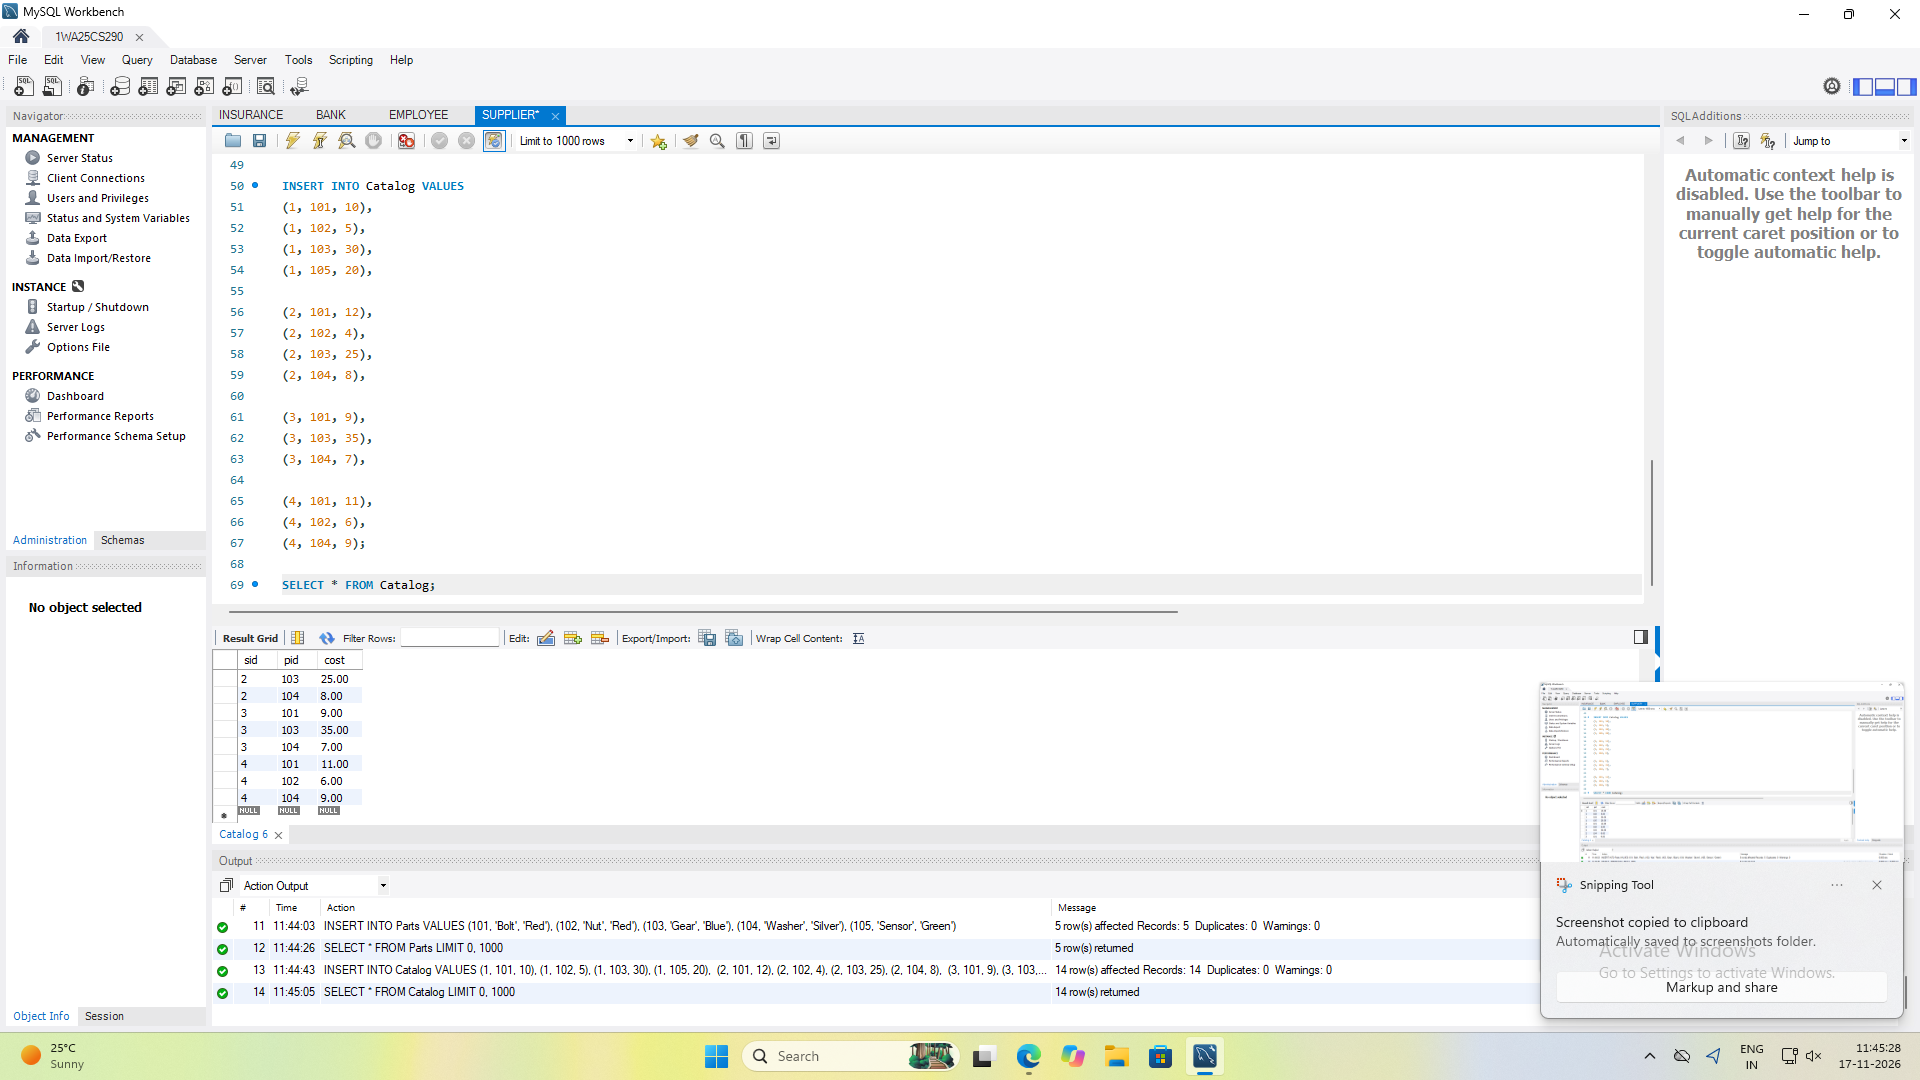 MySQL Workbench
1WA25CS290
File Edit View Query Database Server Tools Scripting Help
Navigator
MANAGEMENT
Server Status
Client Connections
Users and Privileges
Status and System Variables
Data Export
Data Import/Restore
INSTANCE
Startup / Shutdown
Server Logs
Options File
PERFORMANCE
Dashboard
Performance Reports
Performance Schema Setup
Administration Schemas
Information
No object selected
Object Info Session
INSURANCE BANK EMPLOYEE SUPPLIER*
Limit to 1000 rows
49
50 INSERT INTO Catalog VALUES
51 (1, 101, 10),
52 (1, 102, 5),
53 (1, 103, 30),
54 (1, 105, 20),
55
56 (2, 101, 12),
57 (2, 102, 4),
58 (2, 103, 25),
59 (2, 104, 8),
60
61 (3, 101, 9),
62 (3, 103, 35),
63 (3, 104, 7),
64
65 (4, 101, 11),
66 (4, 102, 6),
67 (4, 104, 9);
68
69 SELECT * FROM Catalog;
Result Grid Filter Rows: Edit: Export/Import: Wrap Cell Content:
sid pid cost
2 103 25.00
2 104 8.00
3 101 9.00
3 103 35.00
3 104 7.00
4 101 11.00
4 102 6.00
4 104 9.00
NULL NULL NULL
Catalog 6
Output
Action Output
# Time Action Message
11 11:44:03 INSERT INTO Parts VALUES (101, 'Bolt', 'Red'), (102, 'Nut', 'Red'), (103, 'Gear', 'Blue'), (104, 'Washer', 'Silver'), (105, 'Sensor', 'Green') 5 row(s) affected Records: 5 Duplicates: 0 Warnings: 0
12 11:44:26 SELECT * FROM Parts LIMIT 0, 1000 5 row(s) returned
13 11:44:43 INSERT INTO Catalog VALUES (1, 101, 10), (1, 102, 5), (1, 103, 30), (1, 105, 20), (2, 101, 12), (2, 102, 4), (2, 103, 25), (2, 104, 8), (3, 101, 9), (3, 103,... 14 row(s) affected Records: 14 Duplicates: 0 Warnings: 0
14 11:45:05 SELECT * FROM Catalog LIMIT 0, 1000 14 row(s) returned
SQLAdditions
Jump to
Automatic context help is
disabled. Use the toolbar to
manually get help for the
current caret position or to
toggle automatic help.
Snipping Tool
Screenshot copied to clipboard
Automatically saved to screenshots folder.
Activate Windows
Go to Settings to activate Windows.
Markup and share
25°C
Sunny
Search
ENG
IN
11:45:28
17-11-2026